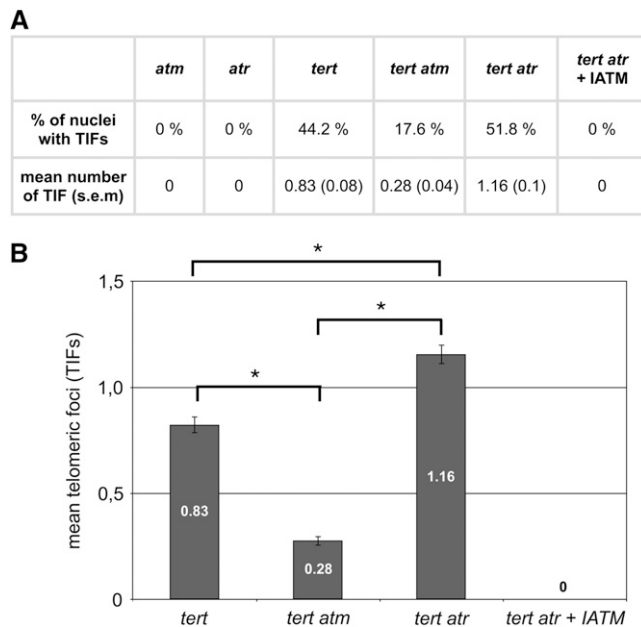 A
atm atr tert tert atm tert atr tert atr
+ IATM
% of nuclei
with TIFs 0 % 0 % 44.2 % 17.6 % 51.8 % 0 %
mean number
of TIF (s.e.m) 0 0 0.83 (0.08) 0.28 (0.04) 1.16 (0.1) 0
B
mean telomeric foci (TIFs)
1,5
1,0
0,5
0
*
*
*
0.83
0.28
1.16
0
tert tert atm tert atr tert atr + IATM